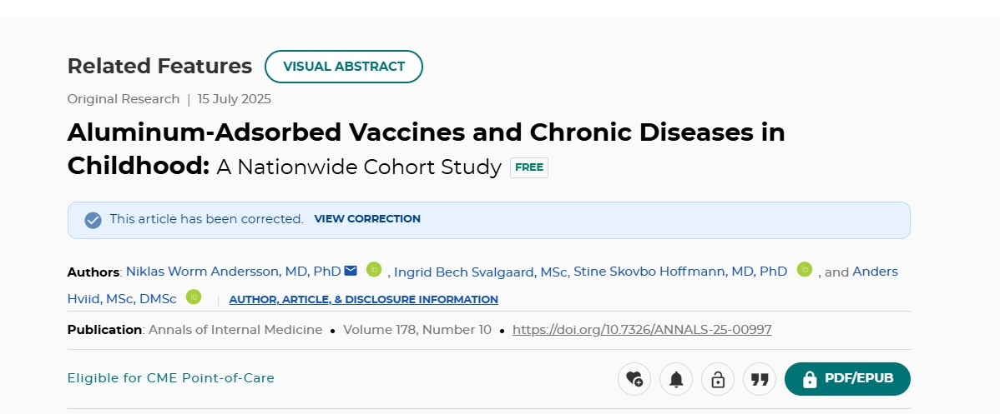 Related Features VISUAL ABSTRACT
Original Research | 15 July 2025
Aluminum-Adsorbed Vaccines and Chronic Diseases in
Childhood: A Nationwide Cohort Study FREE
This article has been corrected. VIEW CORRECTION
Authors: Niklas Worm Andersson, MD, PhD iD , Ingrid Bech Svalgaard, MSc, Stine Skovbo Hoffmann, MD, PhD iD , and Anders
Hviid, MSc, DMSc iD | AUTHOR, ARTICLE, & DISCLOSURE INFORMATION
Publication: Annals of Internal Medicine • Volume 178, Number 10 • https://doi.org/10.7326/ANNALS-25-00997
Eligible for CME Point-of-Care PDF/EPUB